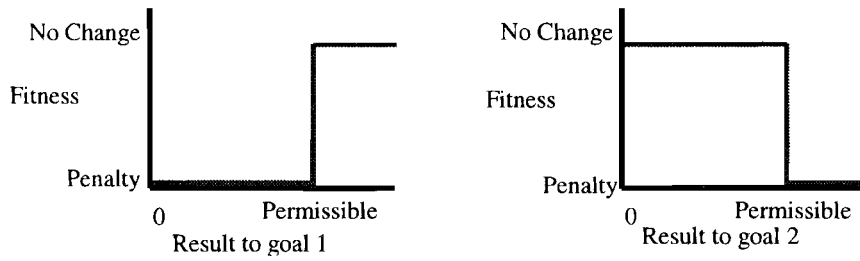 No Change
Fitness
Penalty
0
Permissible
Result to goal 1
No Change
Fitness
Penalty
0
Permissible
Result to goal 2